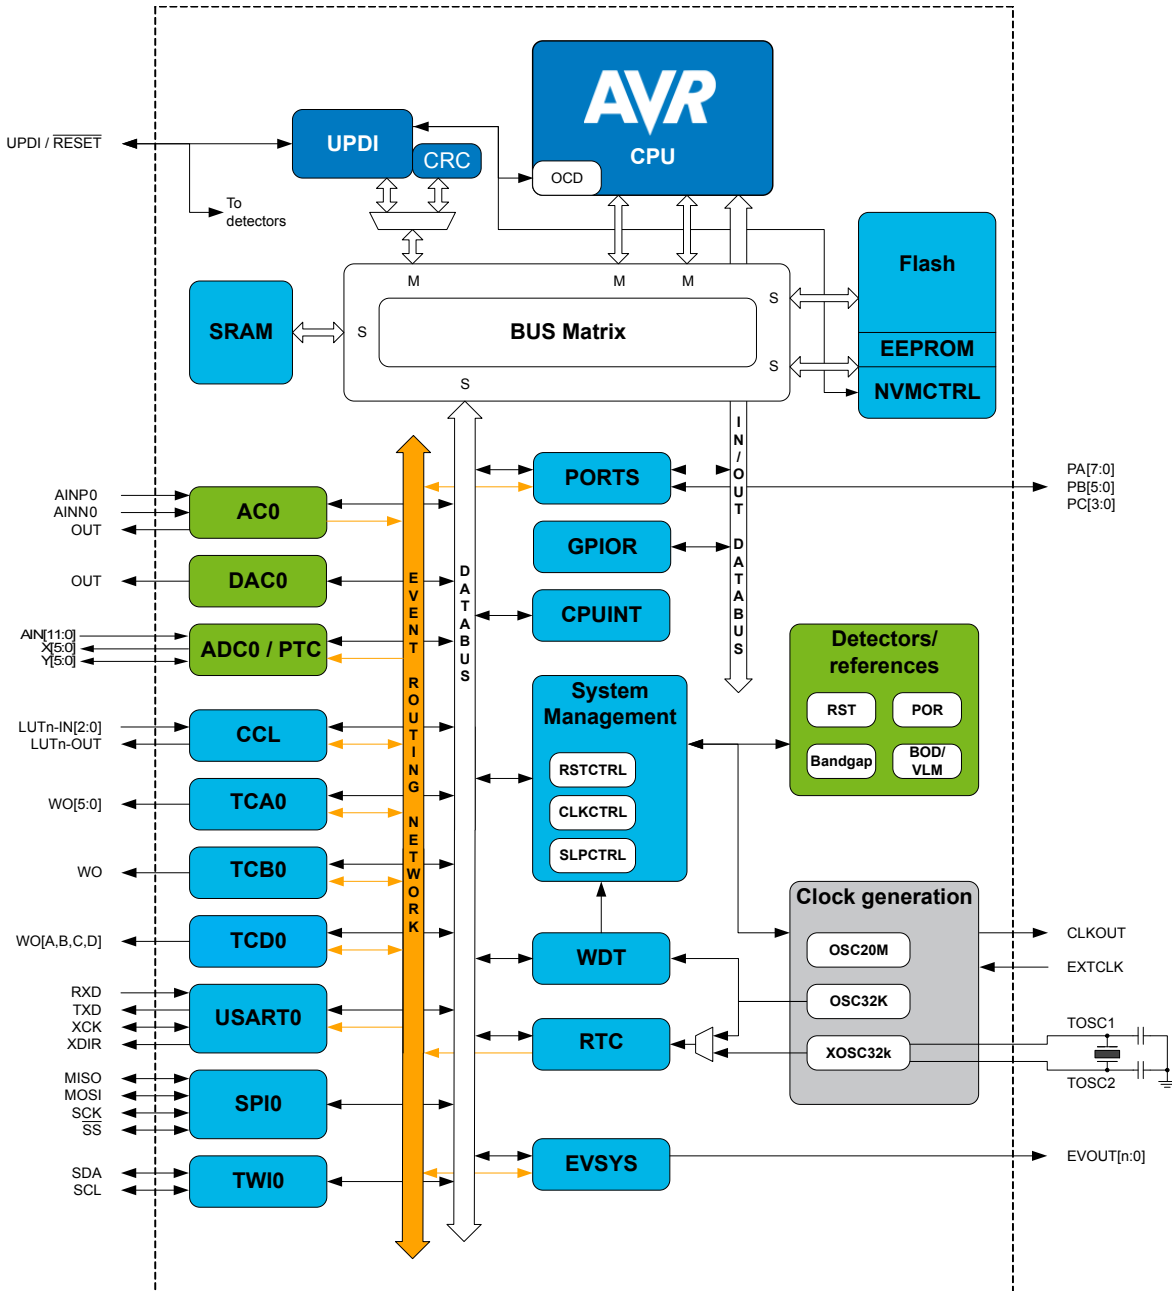 AVR
CPU
OCD
UPDI
CRC
UPDI / RESET
To
detectors
M
M
M
S
S
S
S
BUS Matrix
SRAM
Flash
EEPROM
NVMCTRL
IN/OUT DATABUS
DATABUS
EVENT ROUTING NETWORK
PORTS
PA[7:0]
PB[5:0]
PC[3:0]
GPIOR
CPUINT
AINP0
AINN0
OUT
AC0
OUT
DAC0
AIN[11:0]
X[5:0]
Y[5:0]
ADC0 / PTC
LUTn-IN[2:0]
LUTn-OUT
CCL
WO[5:0]
TCA0
WO
TCB0
WO[A,B,C,D]
TCD0
RXD
TXD
XCK
XDIR
USART0
MISO
MOSI
SCK
SS
SPI0
SDA
SCL
TWI0
System
Management
RSTCTRL
CLKCTRL
SLPCTRL
Detectors/
references
RST
POR
Bandgap
BOD/
VLM
WDT
RTC
EVSYS
Clock generation
OSC20M
OSC32K
XOSC32k
CLKOUT
EXTCLK
TOSC1
TOSC2
EVOUT[n:0]